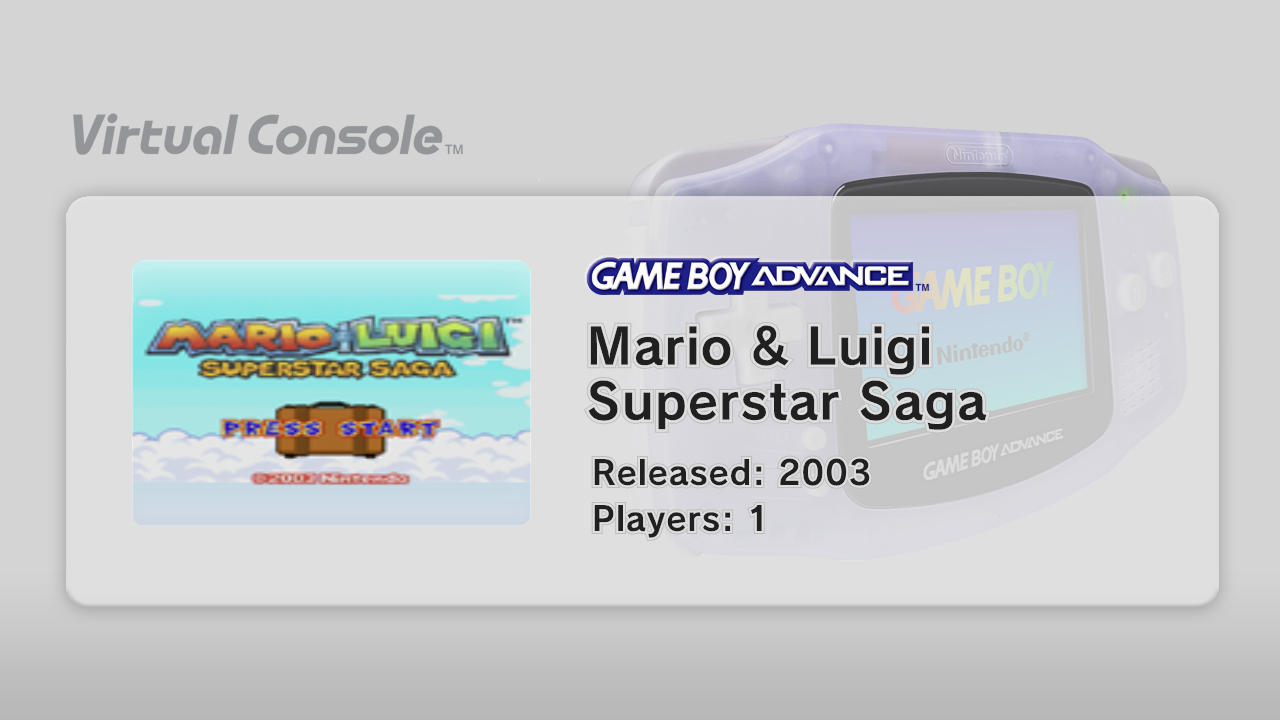 Virtual Console™
Nintendo
GAME BOY ADVANCE™
GAME BOY
Mario & Luigi
Superstar Saga
Nintendo®
MARIO & LUIGI™
SUPERSTAR SAGA
PRESS START
©2003 Nintendo
GAME BOY ADVANCE
Released: 2003
Players: 1